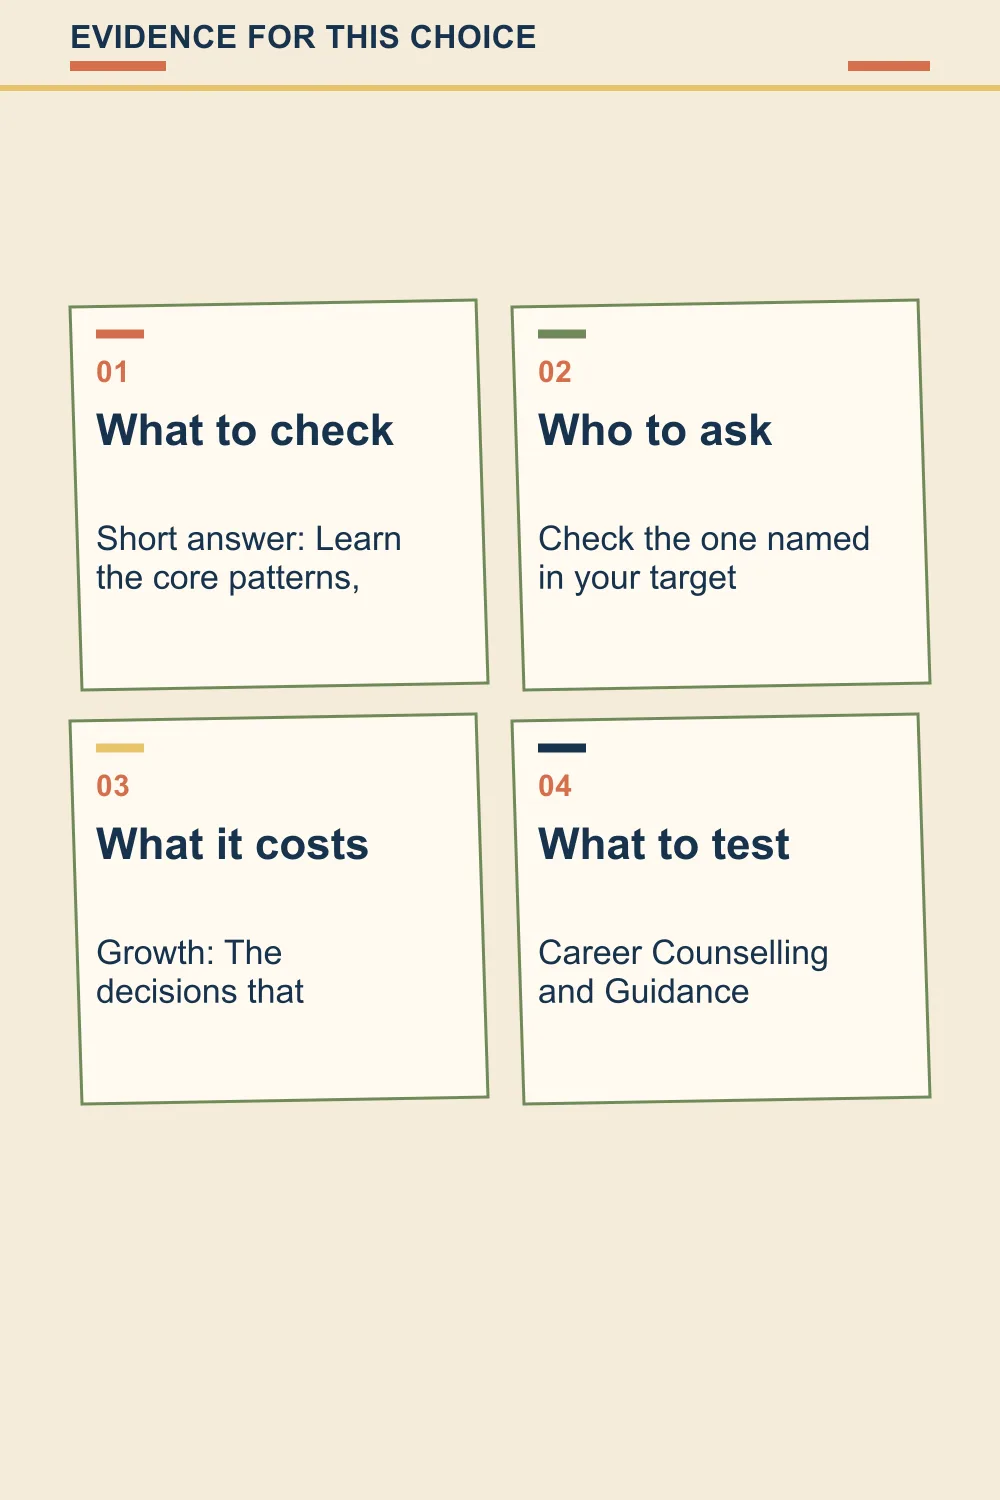 EVIDENCE FOR THIS CHOICE
01
What to check
Short answer: Learn
the core patterns,
02
Who to ask
Check the one named
in your target
03
What it costs
Growth: The
decisions that
04
What to test
Career Counselling
and Guidance